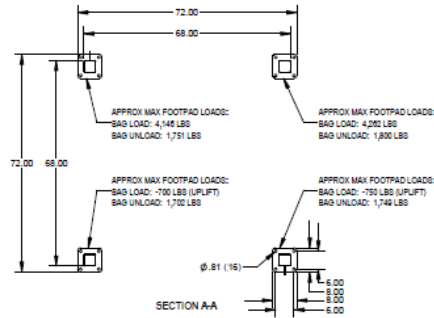 72.00
68.00
APPROX MAX FOOTPAD LOADS:
BAG LOAD: 4,146 LBS
BAG UNLOAD: 1,751 LBS
APPROX MAX FOOTPAD LOADS:
BAG LOAD: 4,262 LBS
BAG UNLOAD: 1,800 LBS
72.00
68.00
APPROX MAX FOOTPAD LOADS:
BAG LOAD: -700 LBS (UPLIFT)
BAG UNLOAD: 1,702 LBS
APPROX MAX FOOTPAD LOADS:
BAG LOAD: -750 LBS (UPLIFT)
BAG UNLOAD: 1,749 LBS
Ø.81 (16)
6.00
8.00
8.00
6.00
SECTION A-A